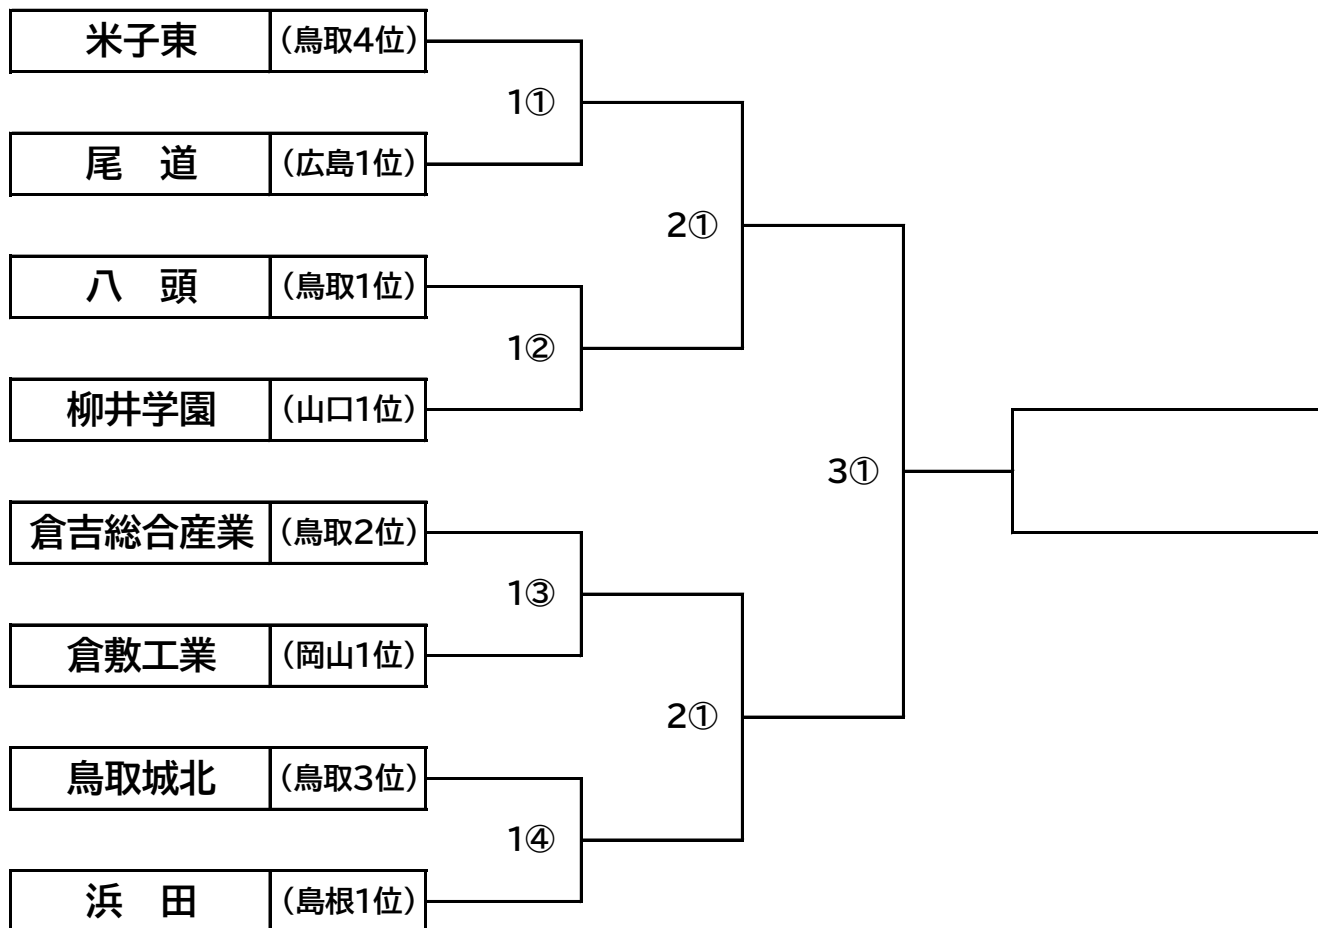 米子東 (鳥取4位)
1①
尾　道 (広島1位)
2①
八　頭 (鳥取1位)
1②
柳井学園 (山口1位)
3①
倉吉総合産業 (鳥取2位)
1③
倉敷工業 (岡山1位)
2①
鳥取城北 (鳥取3位)
1④
浜　田 (島根1位)